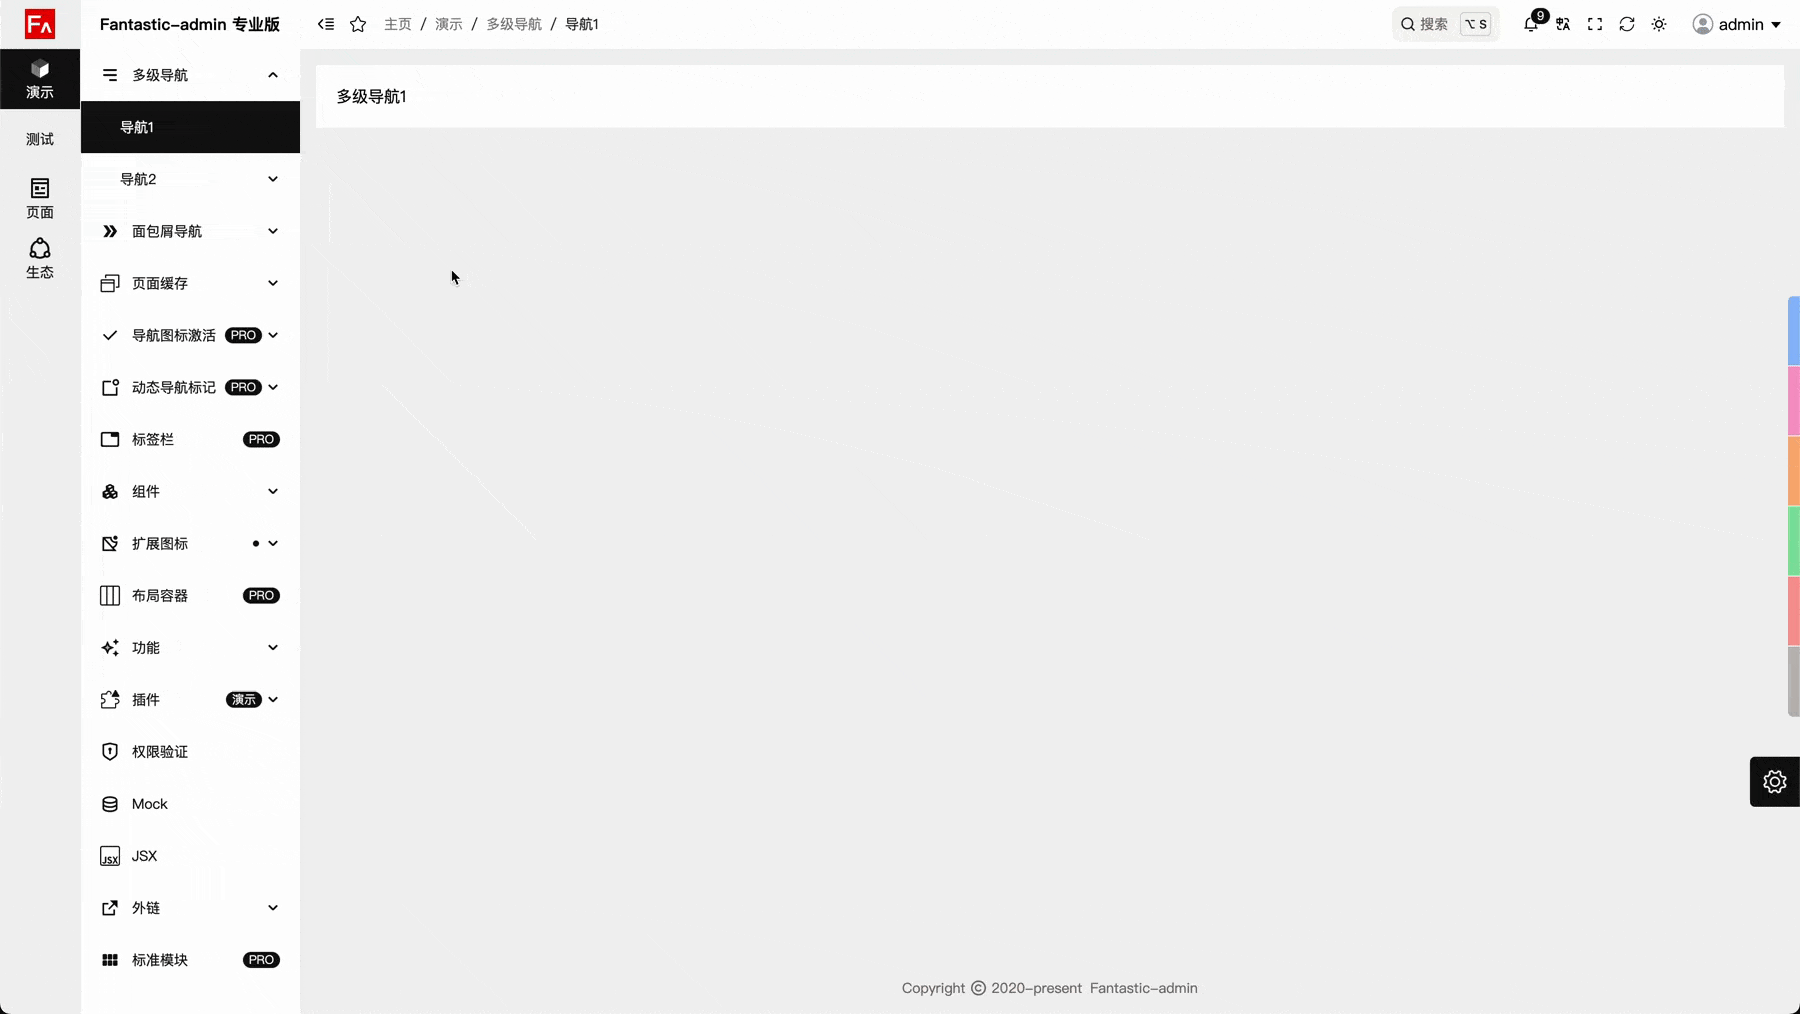 FA
Fantastic-admin 专业版
主页 / 演示 / 多级导航 / 导航1
搜索 ⌥ S
9
admin
演示
测试
页面
生态
多级导航
导航1
导航2
面包屑导航
页面缓存
导航图标激活 PRO
动态导航标记 PRO
标签栏 PRO
组件
扩展图标
布局容器 PRO
功能
插件 演示
权限验证
Mock
JSX JSX
外链
标准模块 PRO
多级导航1
Copyright © 2020-present Fantastic-admin